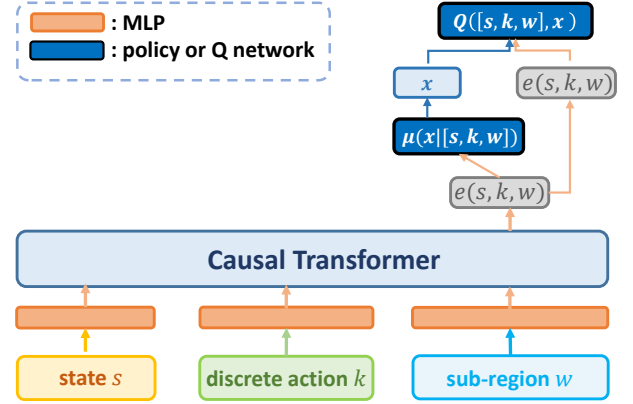 : MLP
: policy or Q network
Q([s, k, w], x)
x
e(s, k, w)
μ(x|[s, k, w])
e(s, k, w)
Causal Transformer
state s
discrete action k
sub-region w